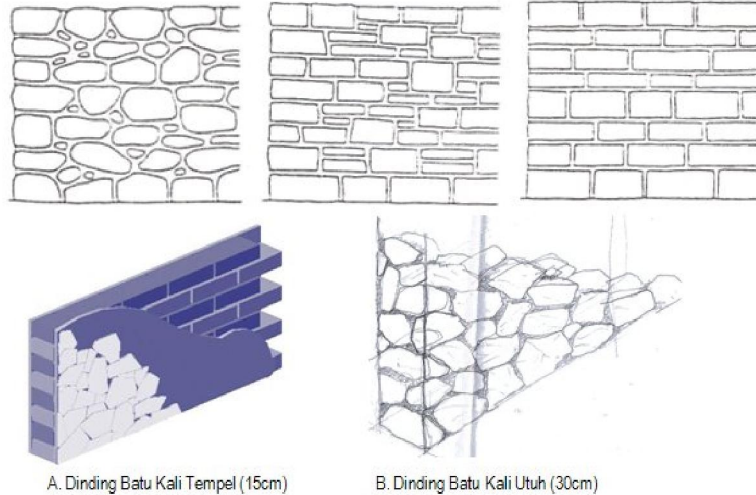 A. Dinding Batu Kali Tempel (15cm)
B. Dinding Batu Kali Utuh (30cm)